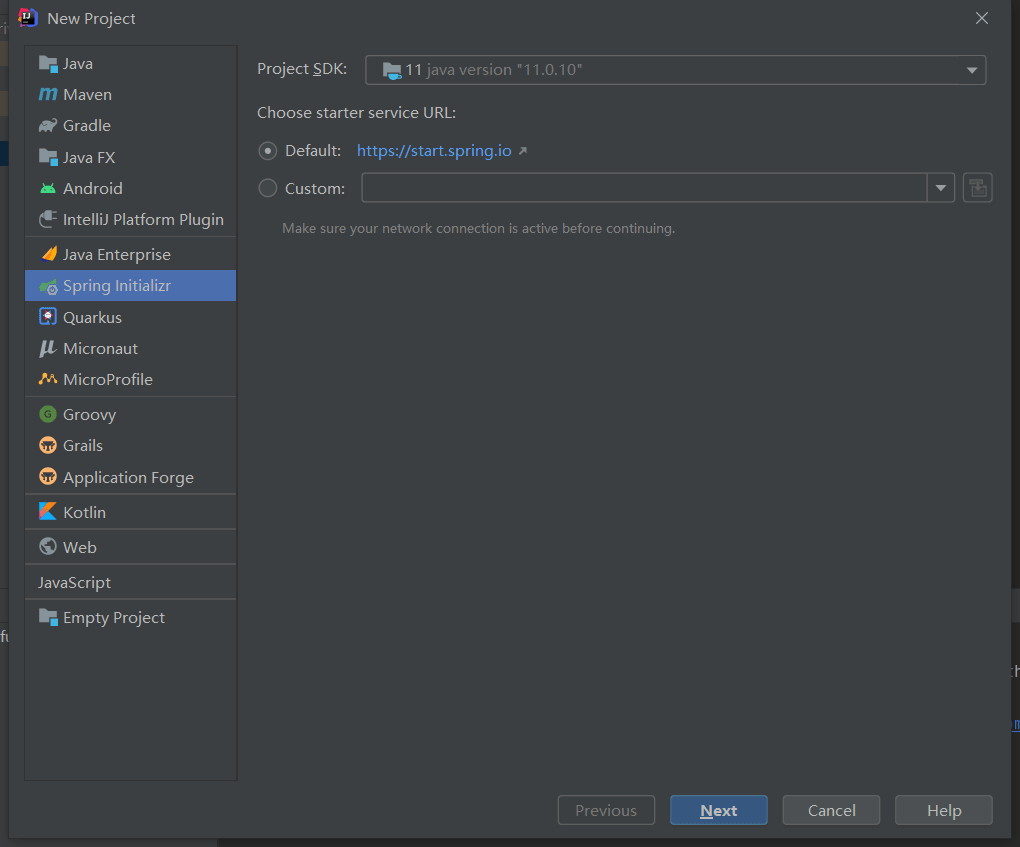 New Project
Java
Maven
Gradle
Java FX
Android
IntelliJ Platform Plugin
Java Enterprise
Spring Initializr
Quarkus
Micronaut
MicroProfile
Groovy
Grails
Application Forge
Kotlin
Web
JavaScript
Empty Project
Project SDK: 11 java version "11.0.10"
Choose starter service URL:
Default: https://start.spring.io
Custom:
Make sure your network connection is active before continuing.
Previous Next Cancel Help